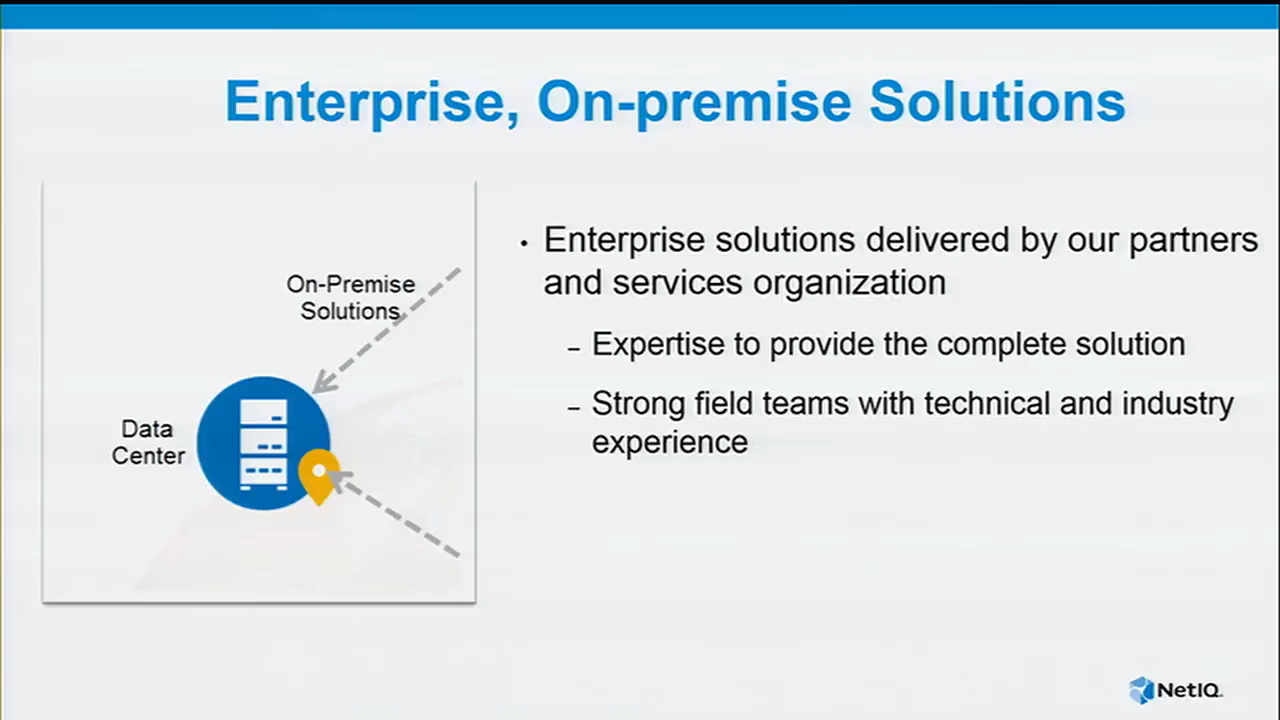 Enterprise, On-premise Solutions
On-Premise
Solutions
Data
Center
• Enterprise solutions delivered by our partners
and services organization
– Expertise to provide the complete solution
– Strong field teams with technical and industry
experience
NetIQ.